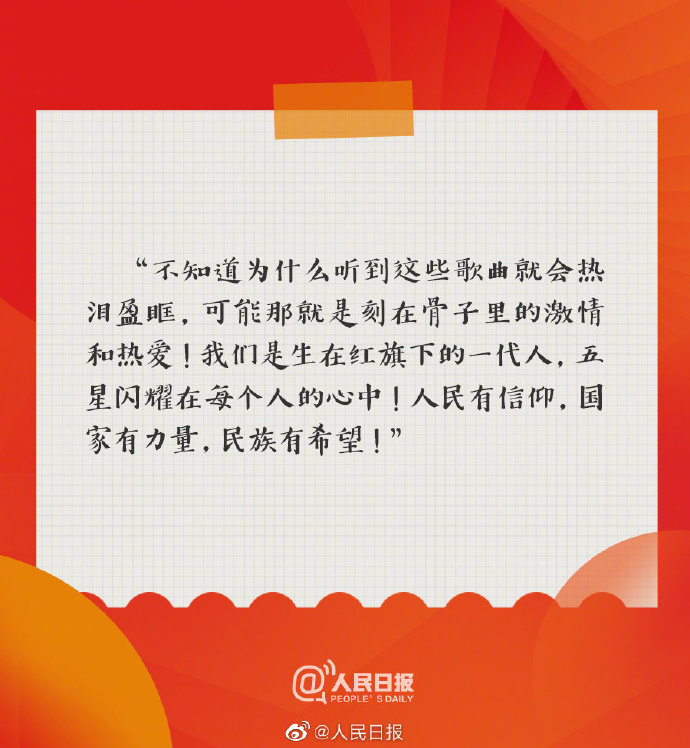 “不知道为什么听到这些歌曲就会热
泪盈眶，可能那就是刻在骨子里的激情
和热爱！我们是生在红旗下的一代人，五
星闪耀在每个人的心中！人民有信仰，国
家有力量，民族有希望！”
@人民日报
PEOPLE'S DAILY
@人民日报